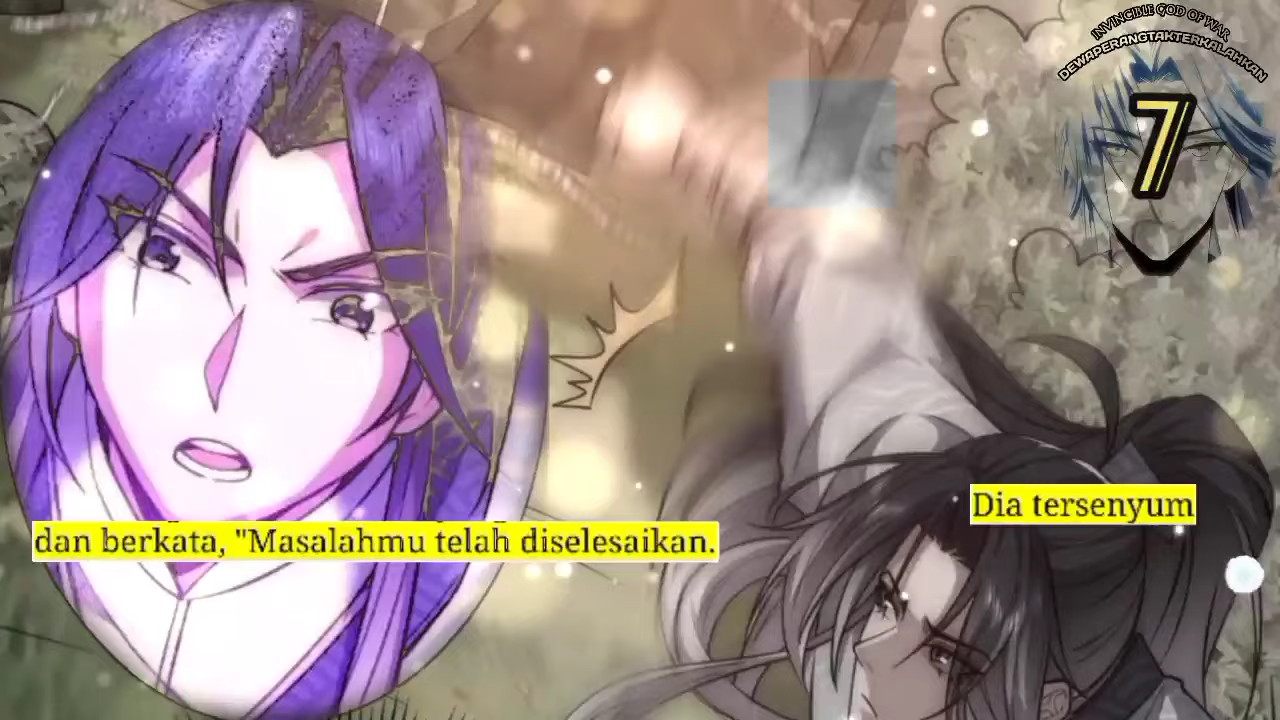 INVINCIBLE GOD OF WAR
DEWAPERANGTAKTERKALAHKAN
7
Dia tersenyum
dan berkata, "Masalahmu telah diselesaikan.